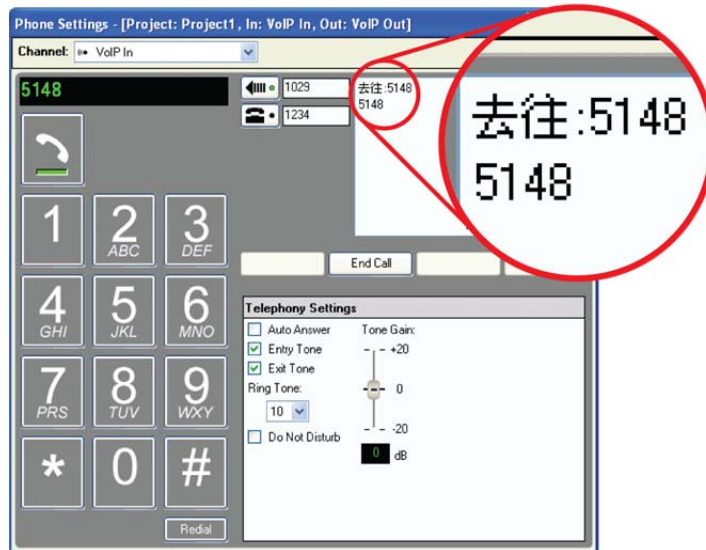 Phone Settings - [Project: Project1, In: VoIP In, Out: VoIP Out]
Channel: VoIP In
5148
1029
1234
去往:5148
5148
去往:5148
5148
1
2 ABC
3 DEF
4 GHI
5 JKL
6 MNO
7 PRS
8 TUV
9 WXY
*
0
#
Redial
End Call
Telephony Settings
Auto Answer
Entry Tone
Exit Tone
Ring Tone:
10
Do Not Disturb
Tone Gain:
+20
0
-20
0 dB